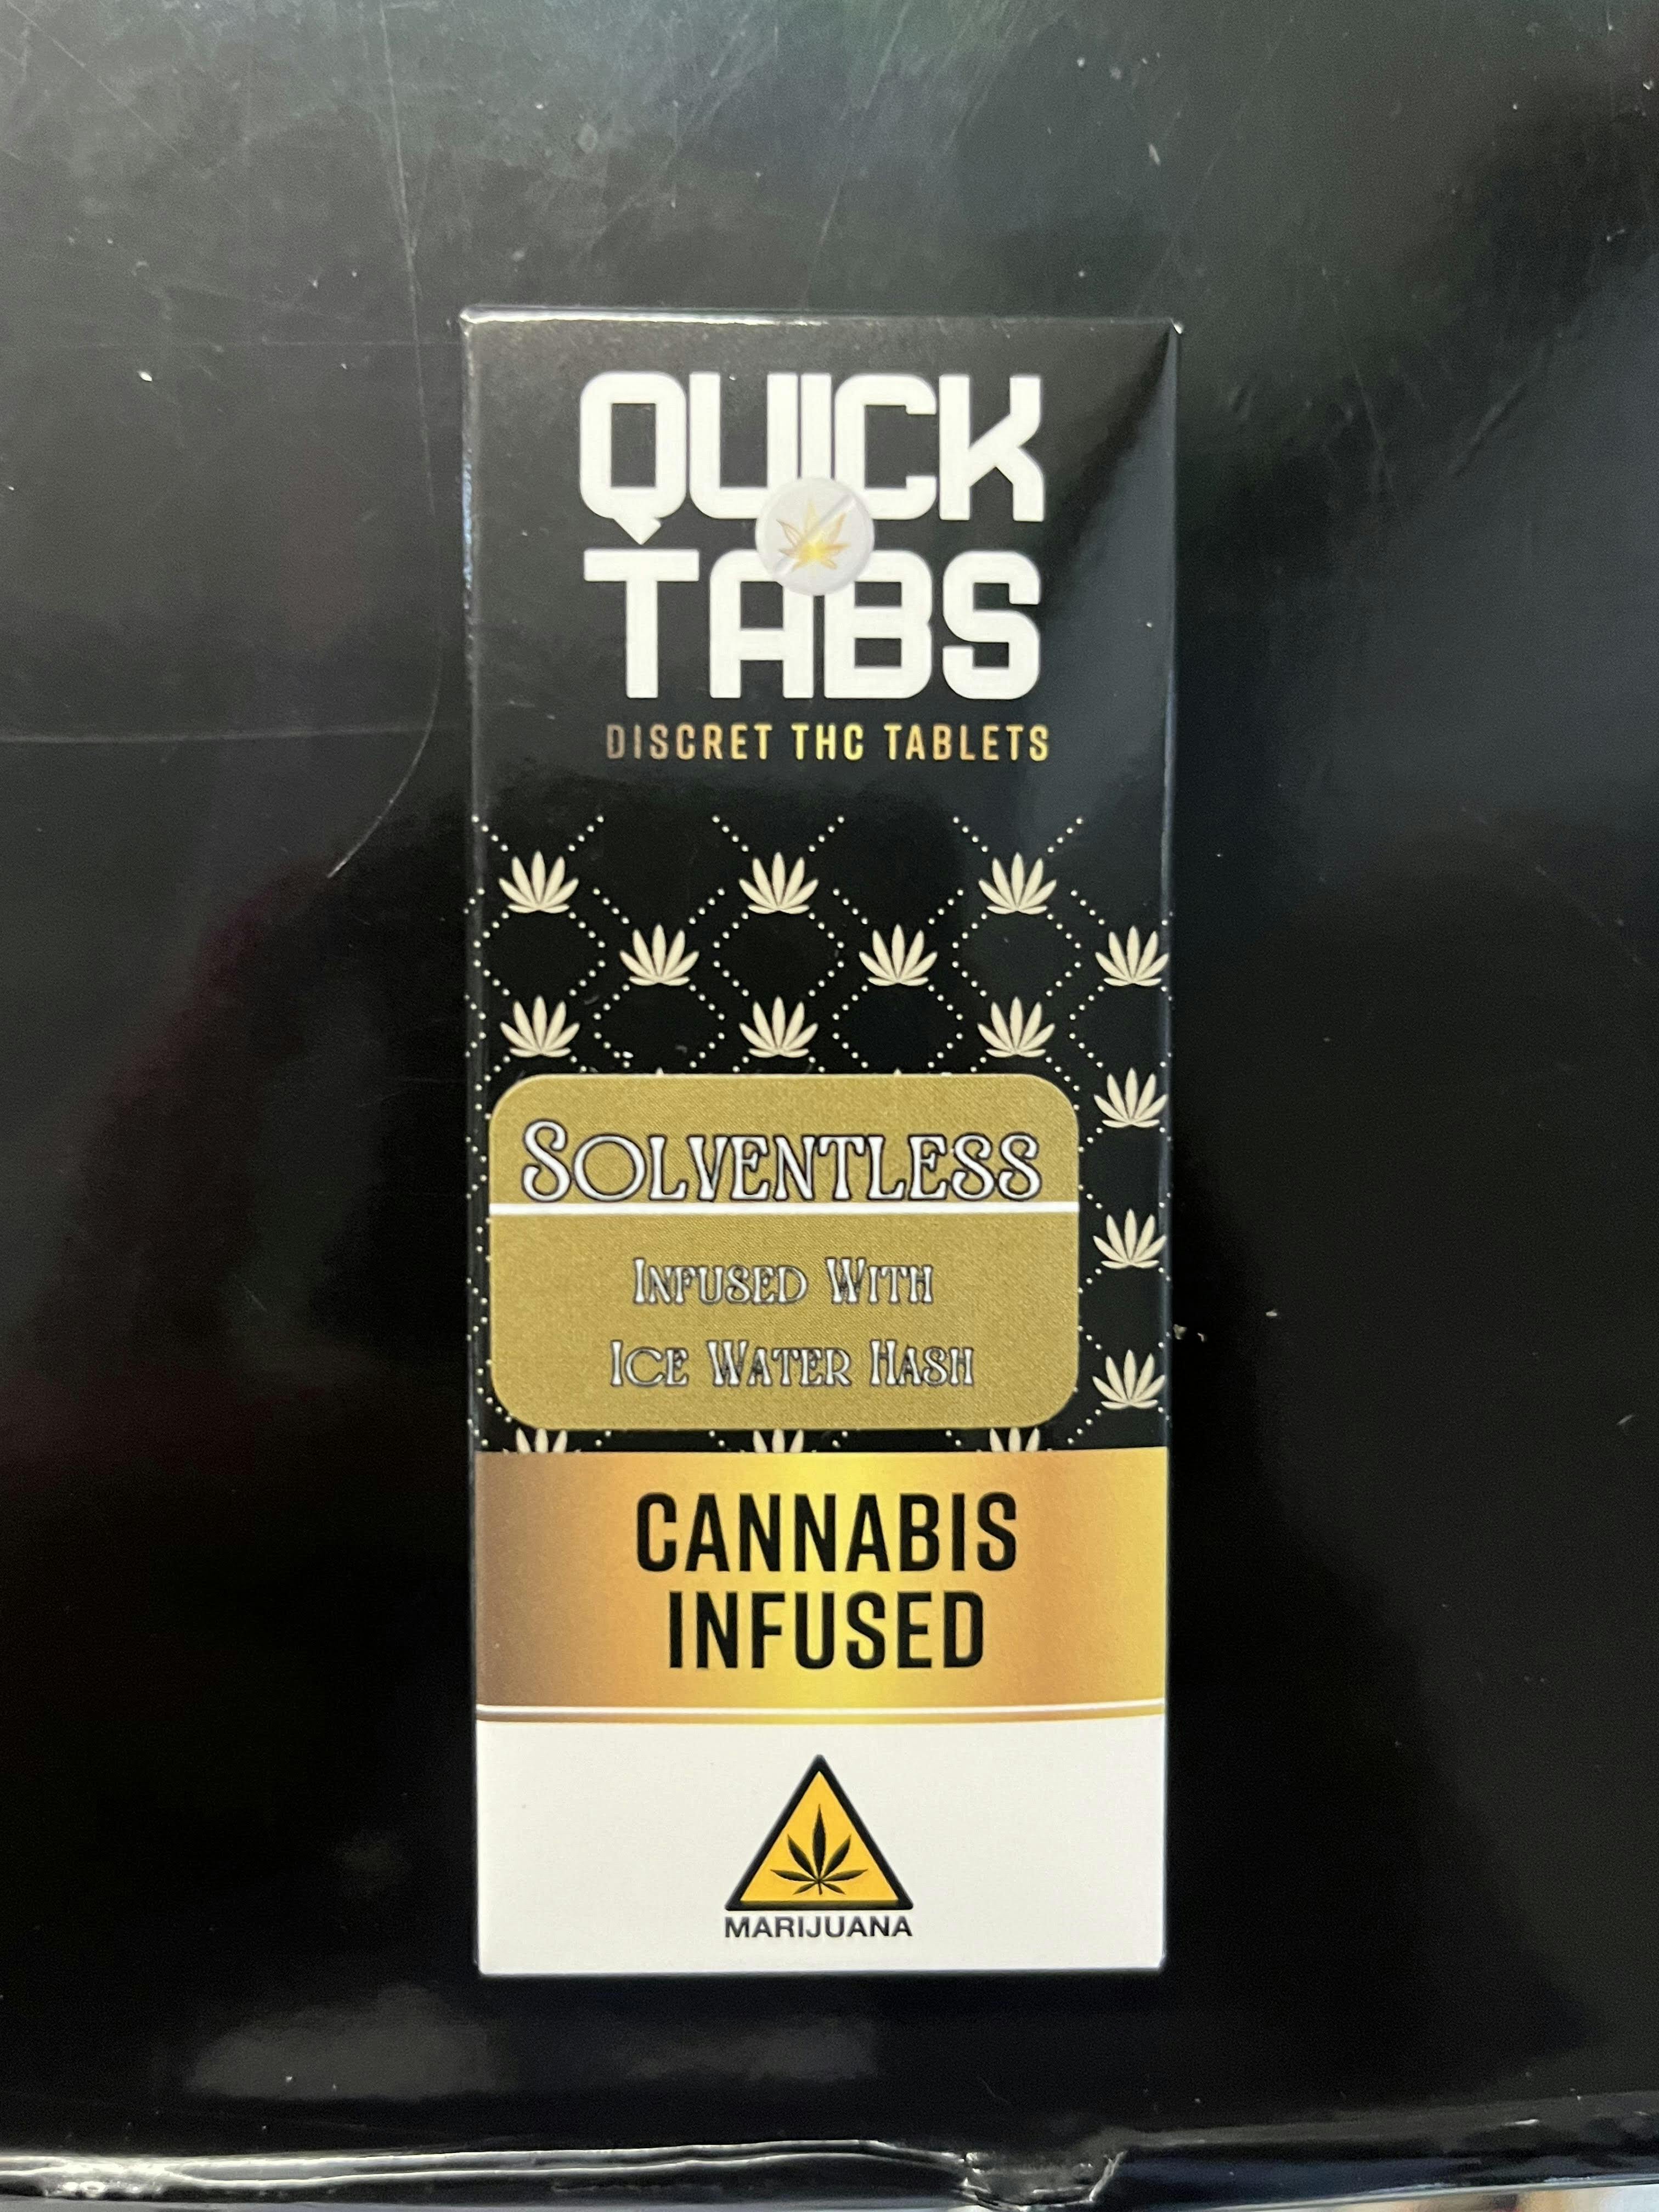 QUICK
TABS
DISCRET THC TABLETS
SOLVENTLESS
INFUSED WITH
ICE WATER HASH
CANNABIS
INFUSED
MARIJUANA